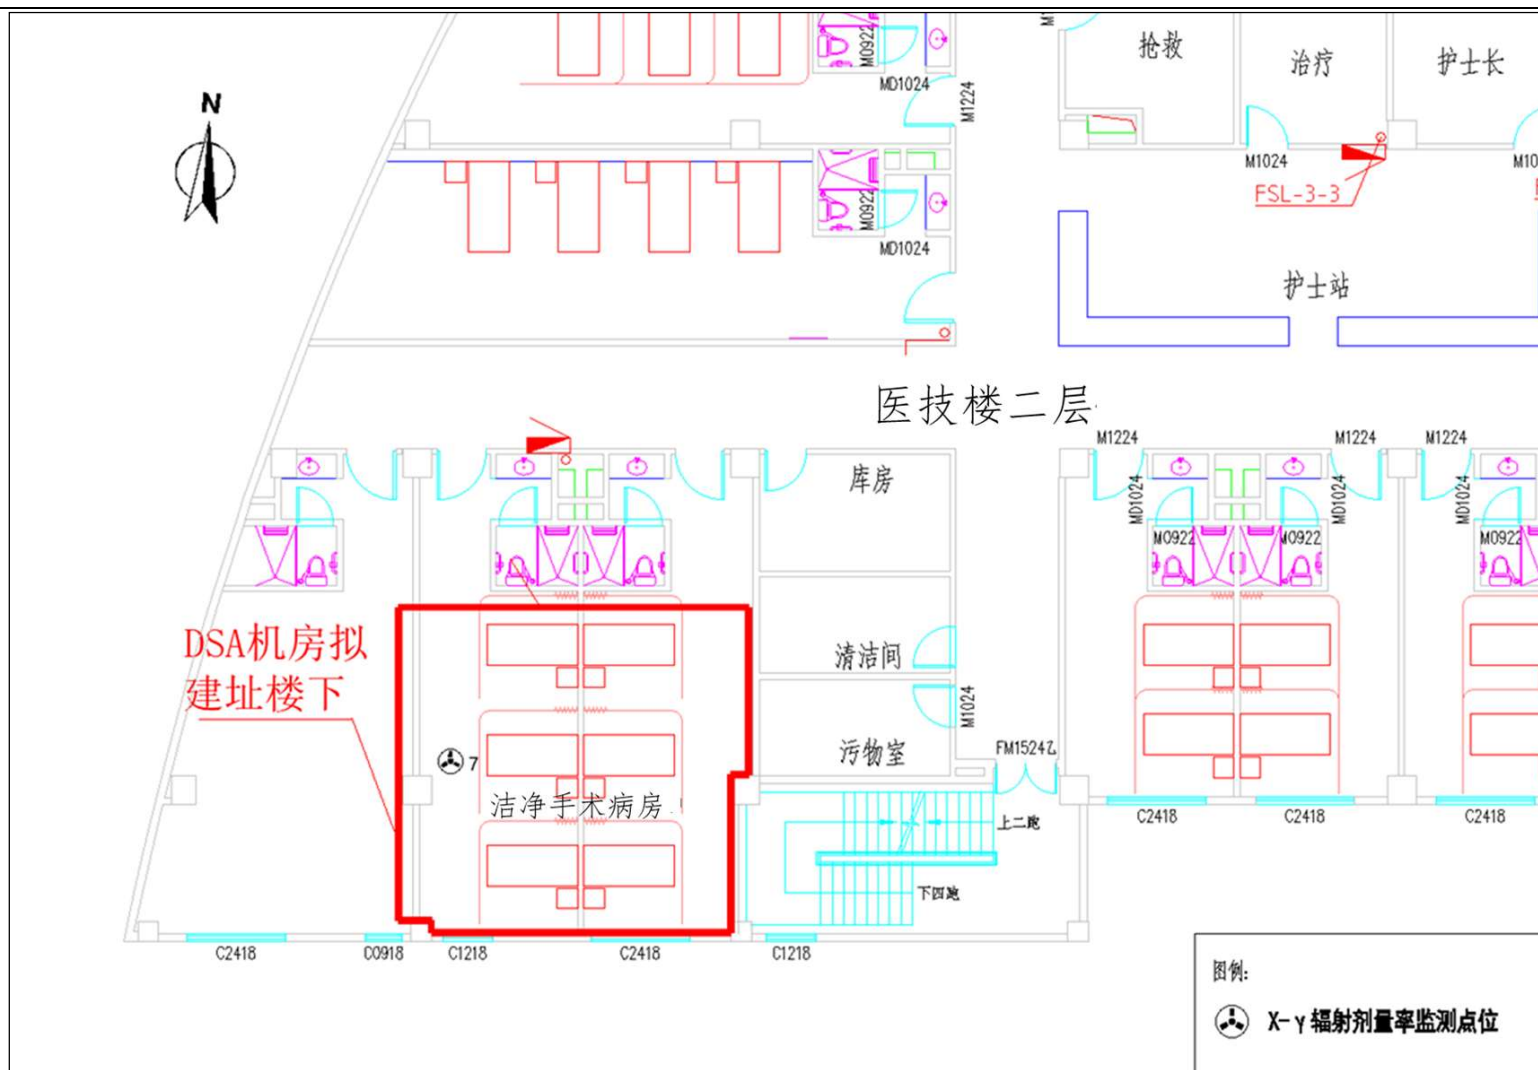 抢救
治疗
护士长
N
M0922
MD1024
M1224
M1024
FSL-3-3
M0922
MD1024
护士站
医技楼二层
M1224
M1224
M1224
库房
MD1024
MD1024
MD1024
M0922
M0922
M0922
DSA机房拟
建址楼下
清洁间
M1024
污物室
FM1524乙
7
洁净手术病房
上二跑
下四跑
C2418
C2418
C2418
C2418
C0918
C1218
C2418
C1218
图例:
X-γ辐射剂量率监测点位